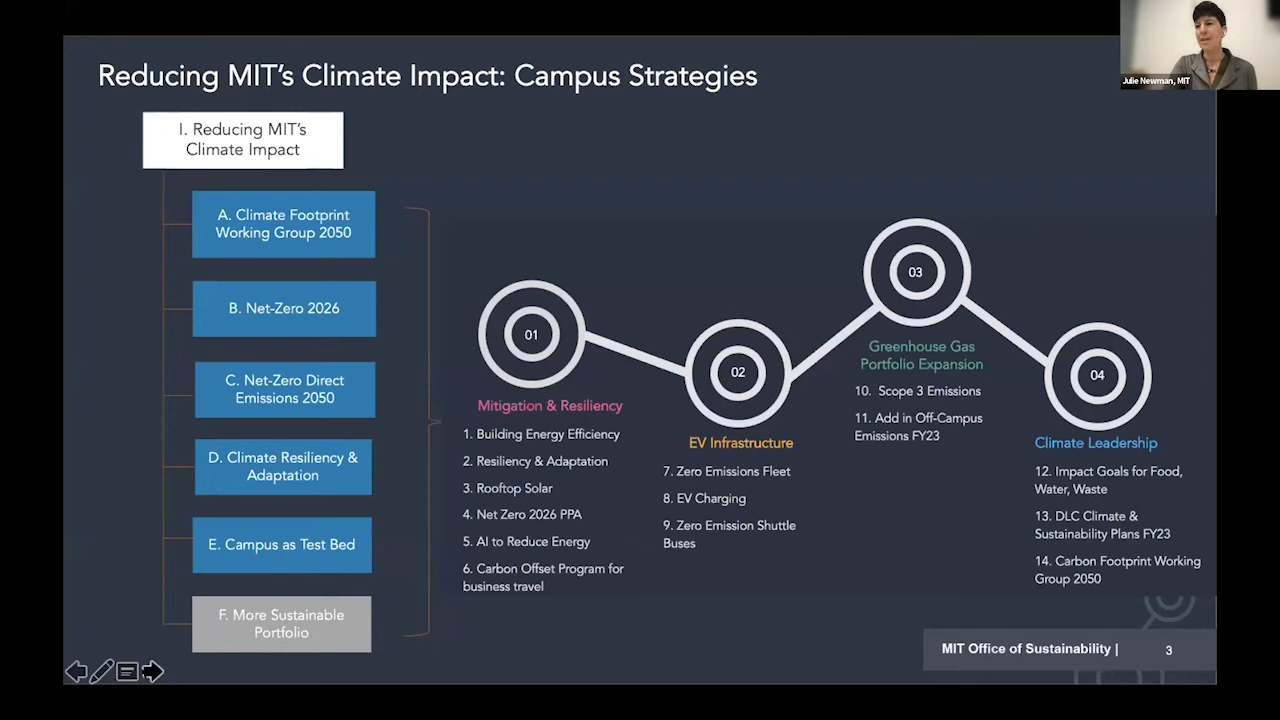 Reducing MIT's Climate Impact: Campus Strategies
Julie Newman, MIT
I. Reducing MIT's
Climate Impact
A. Climate Footprint
Working Group 2050
B. Net-Zero 2026
C. Net-Zero Direct
Emissions 2050
D. Climate Resiliency &
Adaptation
E. Campus as Test Bed
F. More Sustainable
Portfolio
01
Mitigation & Resiliency
1. Building Energy Efficiency
2. Resiliency & Adaptation
3. Rooftop Solar
4. Net Zero 2026 PPA
5. AI to Reduce Energy
6. Carbon Offset Program for
business travel
02
EV Infrastructure
7. Zero Emissions Fleet
8. EV Charging
9. Zero Emission Shuttle
Buses
03
Greenhouse Gas
Portfolio Expansion
10. Scope 3 Emissions
11. Add in Off-Campus
Emissions FY23
04
Climate Leadership
12. Impact Goals for Food,
Water, Waste
13. DLC Climate &
Sustainability Plans FY23
14. Carbon Footprint Working
Group 2050
MIT Office of Sustainability |
3